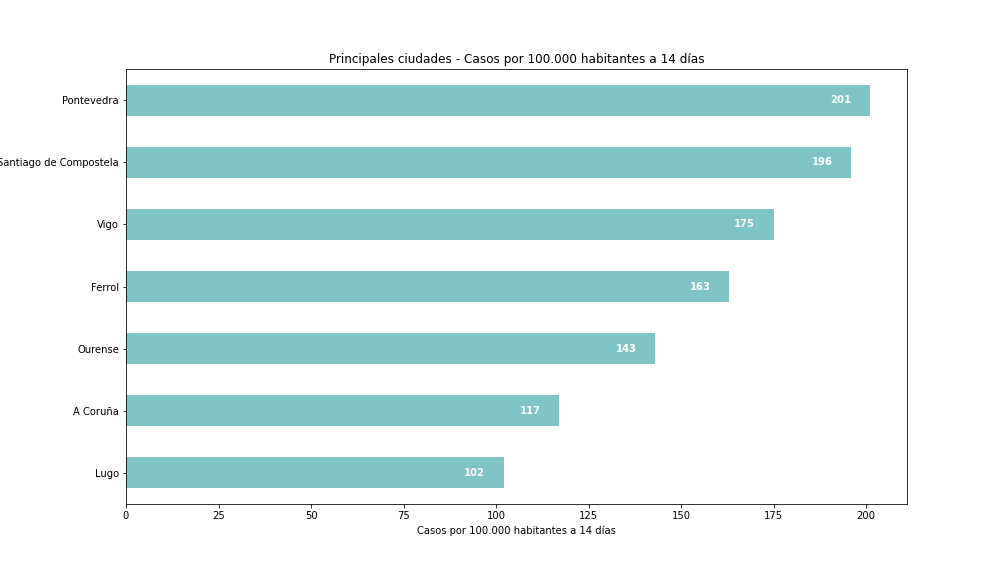 Principales ciudades - Casos por 100.000 habitantes a 14 días
Pontevedra 201
Santiago de Compostela 196
Vigo 175
Ferrol 163
Ourense 143
A Coruña 117
Lugo 102
0 25 50 75 100 125 150 175 200
Casos por 100.000 habitantes a 14 días